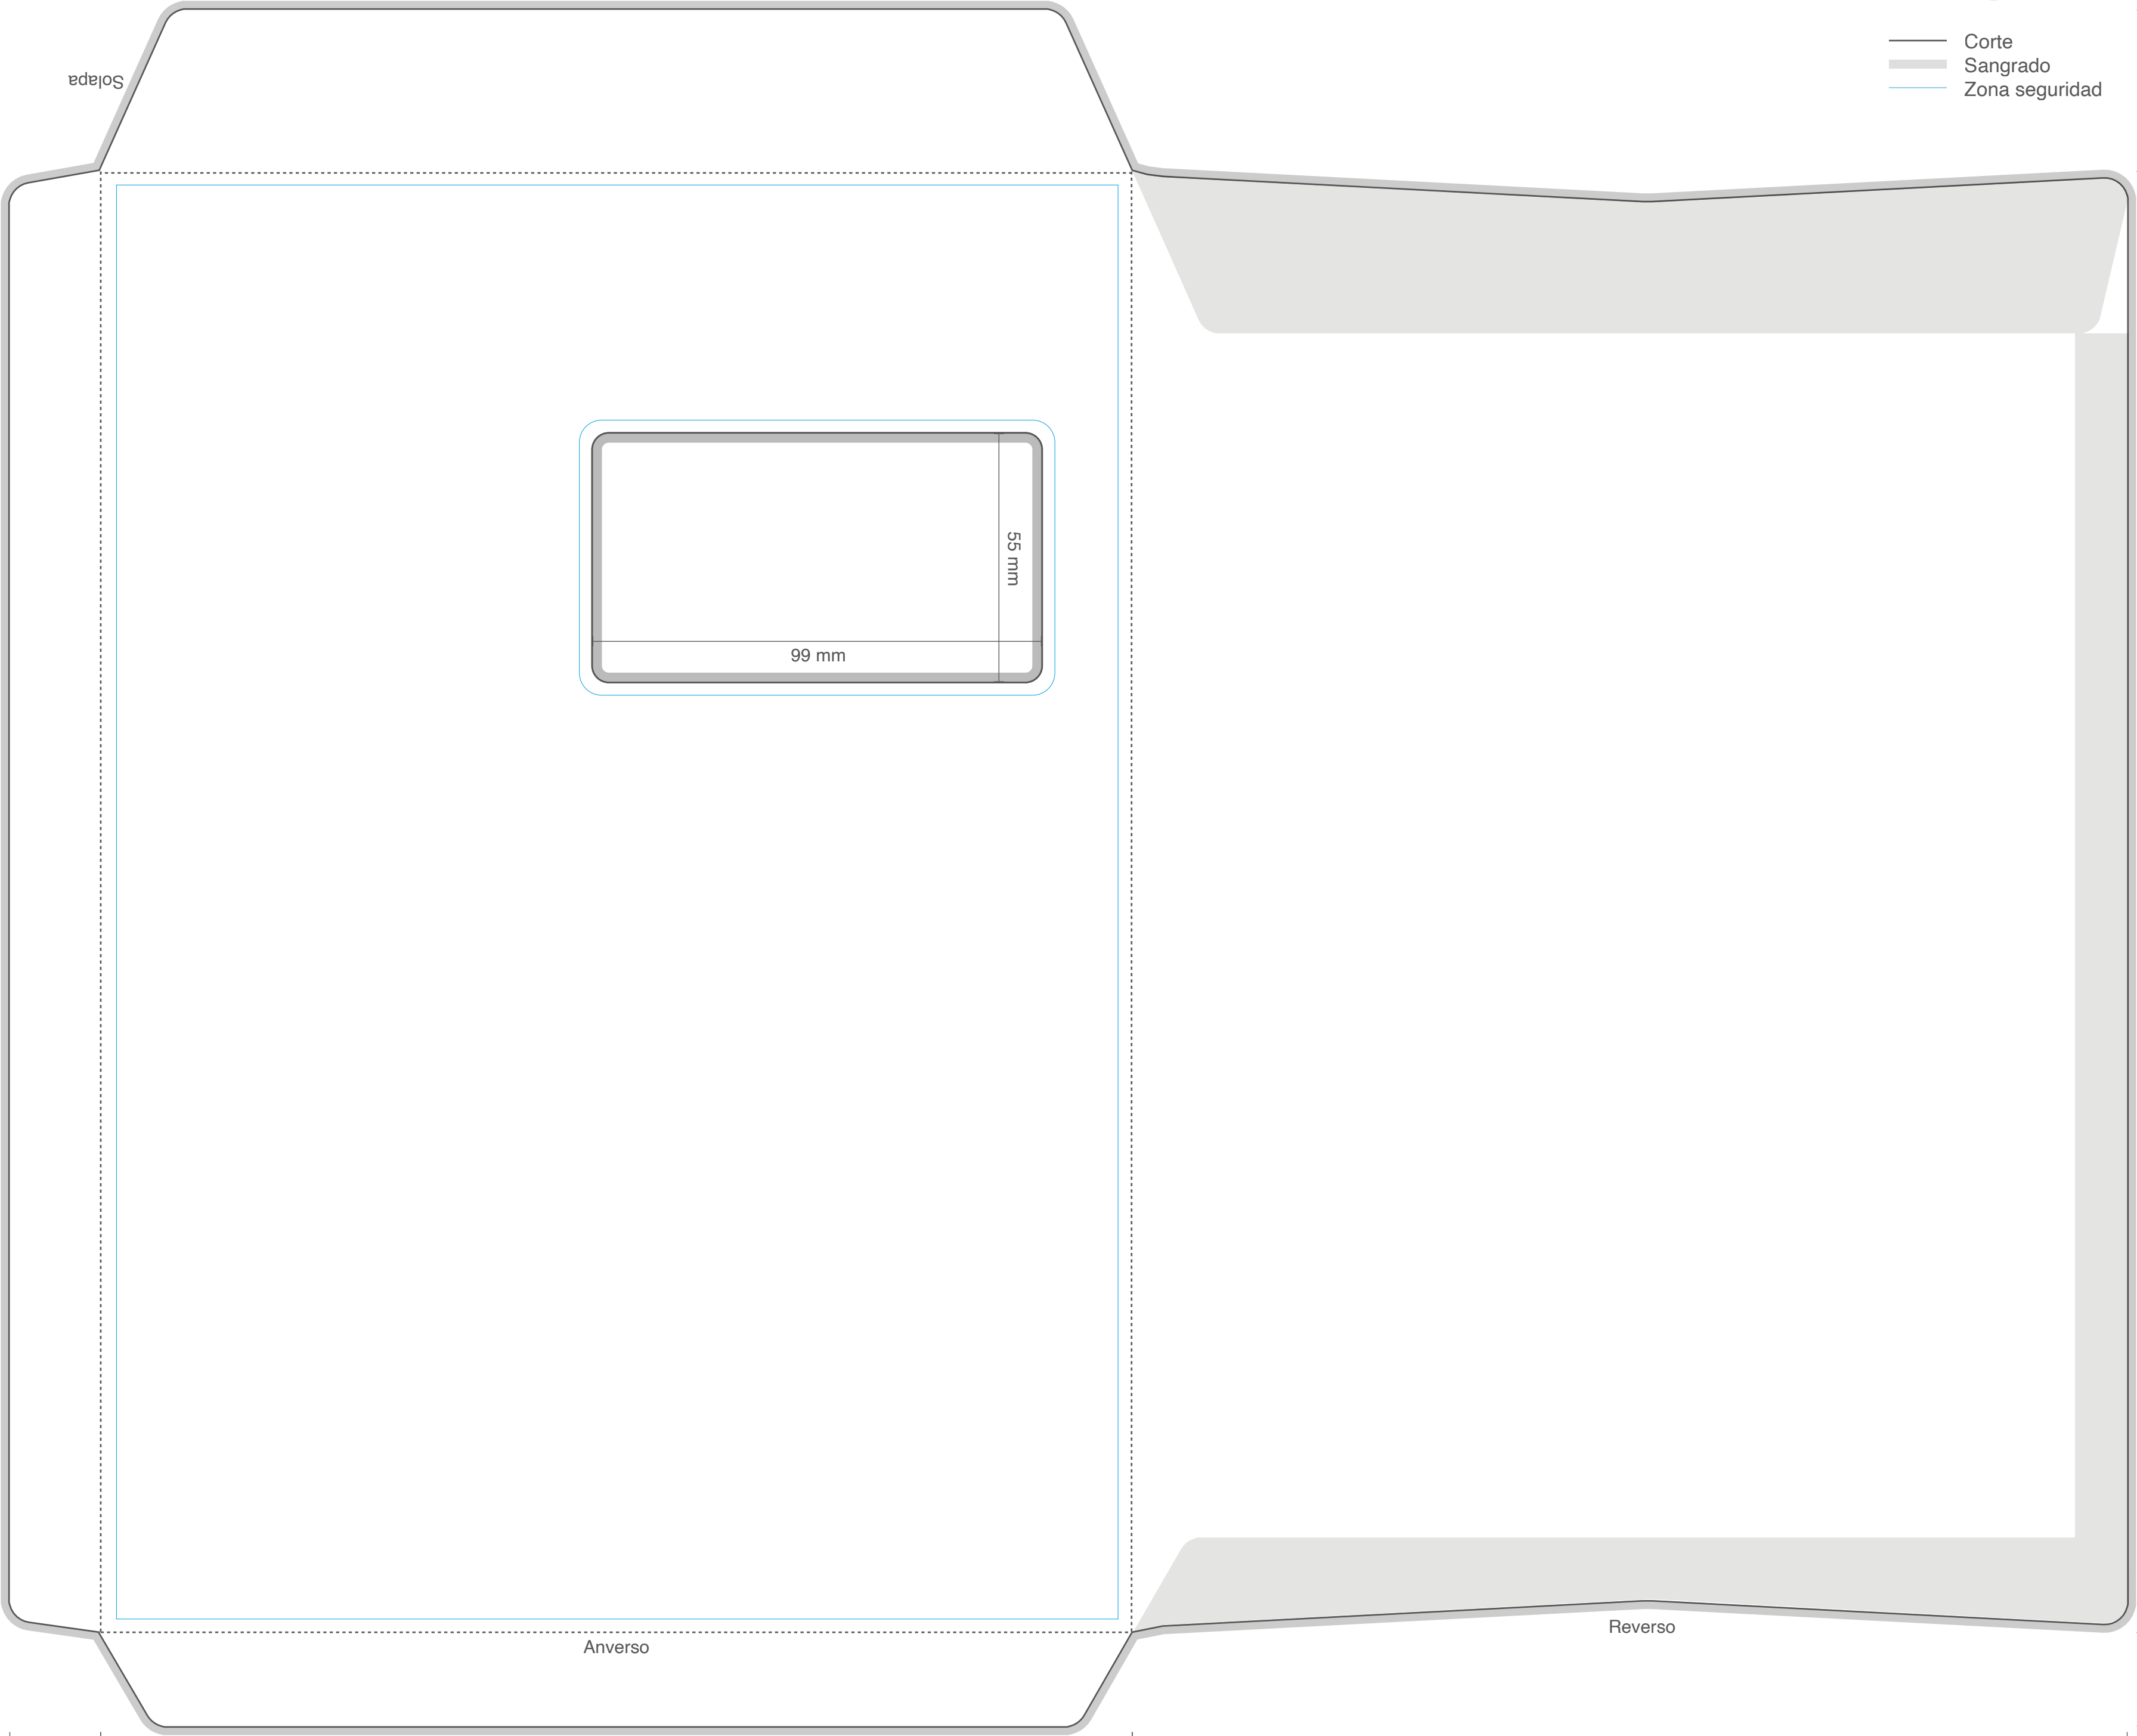 Corte
Sangrado
Zona seguridad
Solapa
55 mm
99 mm
Anverso
Reverso